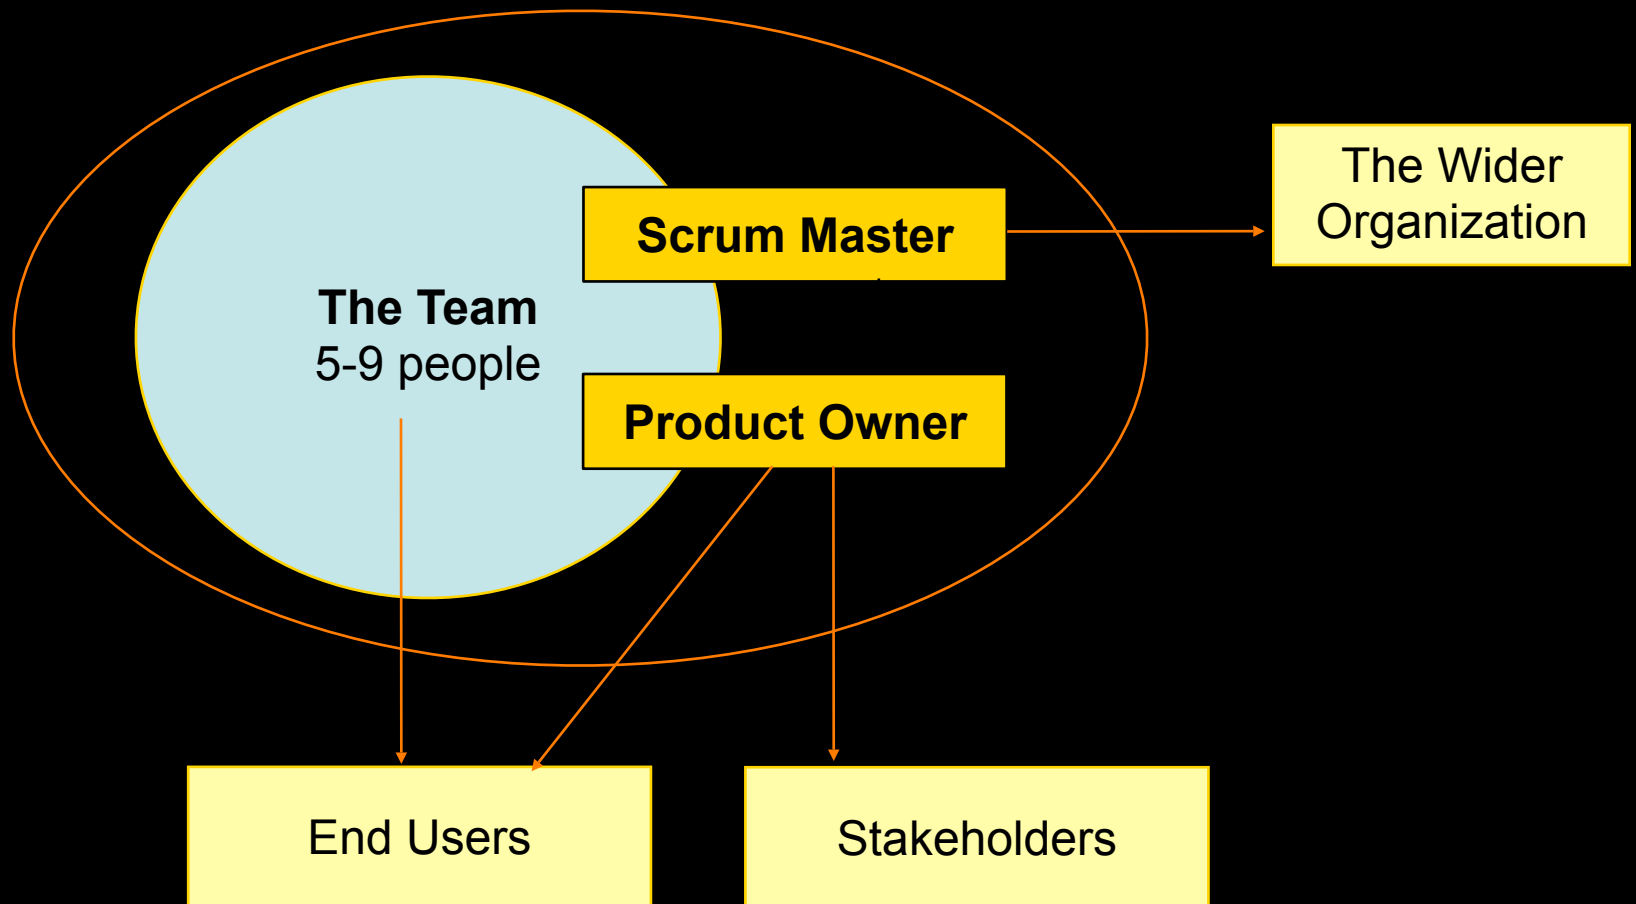 The Wider
Organization
Scrum Master
The Team
5-9 people
Product Owner
End Users
Stakeholders